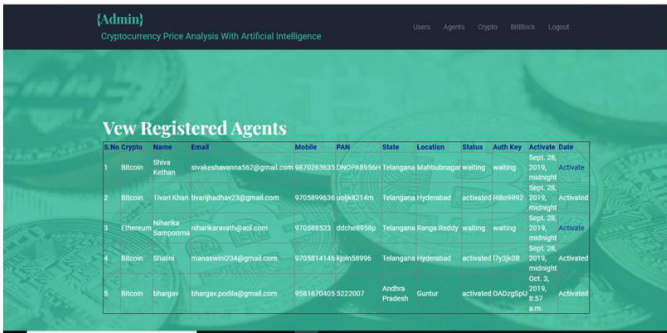 {Admin}
Cryptocurrency Price Analysis With Artificial Intelligence
Users Agents Crypto BitBlock Logout
Vew Registered Agents
S.No Crypto Name Email Mobile PAN State Location Status Auth Key Activate Date
1 Bitcoin Shiva Kethan sivakeshavanna562@gmail.com 9870263635 DNOPA8956H Telangana Mahbubnagar waiting waiting Sept. 28, 2019, midnight Activate
2 Bitcoin Tivari Khan tivarijhadhav23@gmail.com 9705899636 Telangana Hyderabad activated Sept. 28, 2019, midnight Activated
3 Ethereum Niharika Sampoorna niharikaravath@aol.com 970588523 ddche8956p Telangana Ranga Reddy waiting waiting Sept. 28, 2019, midnight Activate
4 Bitcoin Shalini manaswini234@gmail.com 9705814146 kjoln58996 Telangana Hyderabad activated Sept. 28, 2019, midnight Activated
5 Bitcoin bhargav bhargav.podila@gmail.com 9581670405 5222007 Andhra Pradesh Guntur activated OADzgSpU Oct. 3, 2019, 8:57 a.m. Activated